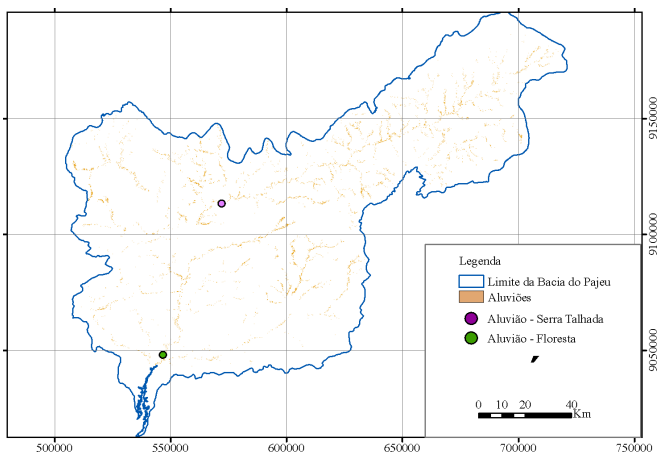 9150000
9100000
9050000
Legenda
Limite da Bacia do Pajeu
Aluviões
Aluvião - Serra Talhada
Aluvião - Floresta
0 10 20 40
Km
500000 550000 600000 650000 700000 750000